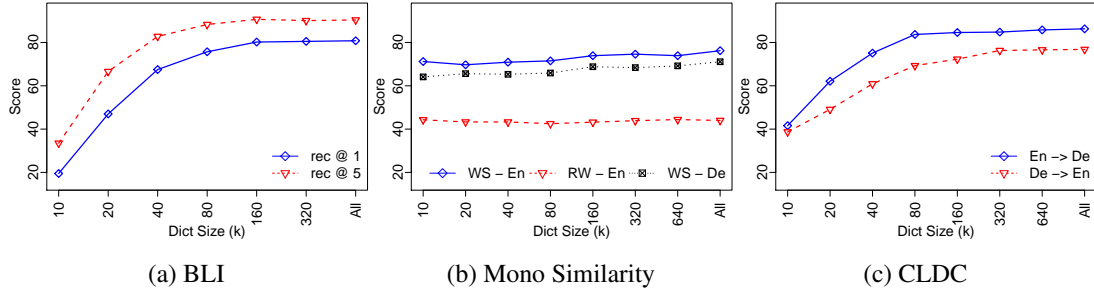 Score
20 40 60 80
10 20 40 80 160 320 All
Dict Size (k)
rec @ 1
rec @ 5
(a) BLI
Score
20 40 60 80
10 20 40 80 160 320 640 All
Dict Size (k)
WS – En RW – En WS – De
(b) Mono Similarity
Score
20 40 60 80
10 20 40 80 160 320 640 All
Dict Size (k)
En –> De
De –> En
(c) CLDC